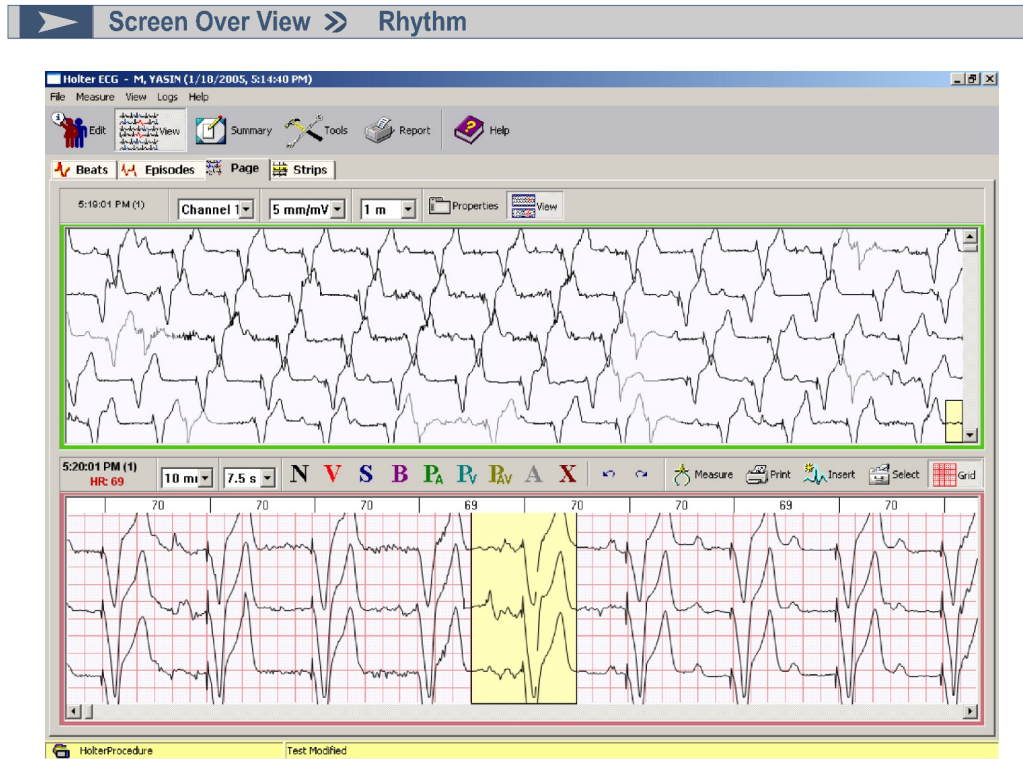 Screen Over View » Rhythm
Holter ECG - M, YASIN (1/18/2005, 5:14:40 PM)
File Measure View Logs Help
Edit View Summary Tools Report Help
Beats Episodes Page Strips
5:19:01 PM (1) Channel 1 5 mm/mV 1 m Properties View
5:20:01 PM (1)
HR: 69
10 mı 7.5 s N V S B PA PV PAV A X Measure Print Insert Select Grid
70 70 70 69 70 70 69 70
HolterProcedure Test Modified